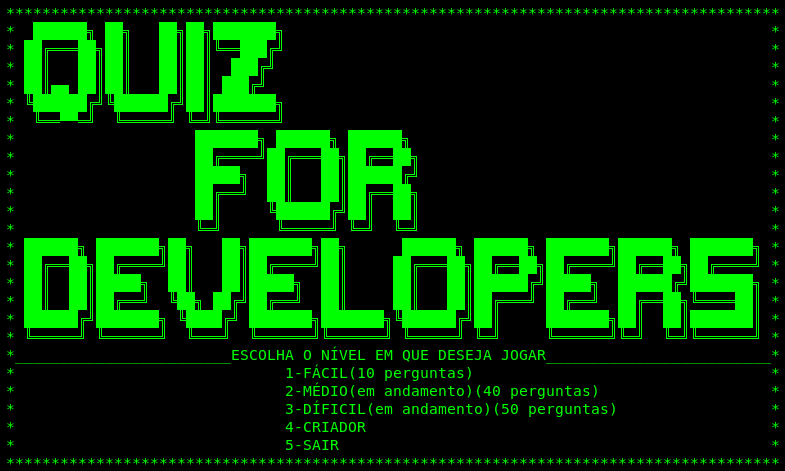 QUIZ
FOR
DEVELOPERS
ESCOLHA O NÍVEL EM QUE DESEJA JOGAR
1-FÁCIL(10 perguntas)
2-MÉDIO(em andamento)(40 perguntas)
3-DÍFICIL(em andamento)(50 perguntas)
4-CRIADOR
5-SAIR